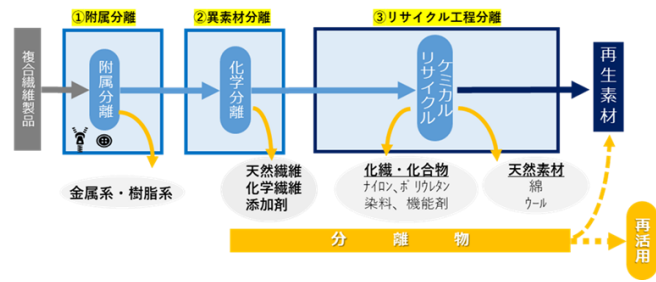 ①附属分離
②異素材分離
③リサイクル工程分離
複合繊維製品
附属分離
化学分離
ケミカル
リサイクル
再生素材
金属系・樹脂系
天然繊維
化学繊維
添加剤
化繊・化合物
ナイロン、ポリウレタン
染料、機能剤
天然素材
綿
ウール
分離物
再活用